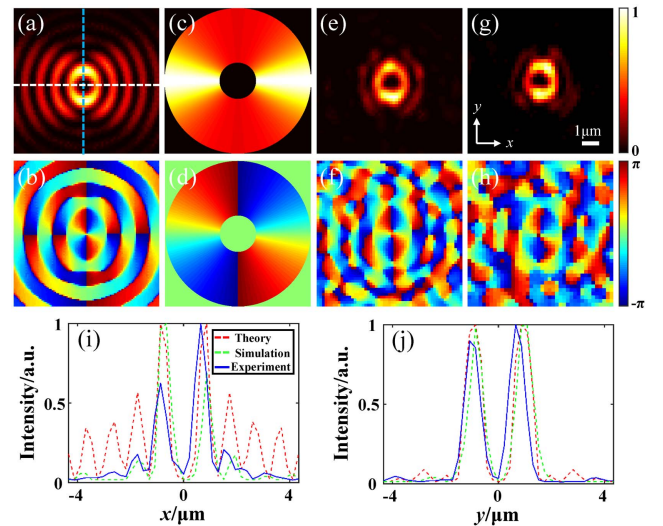 (a) (c) (e) (g) 1
y
x 1μm
0
(b) (d) (f) (h) π
-π
1 (i) 1 (j)
Theory
Simulation
Experiment
Intensity/a.u. 0.5 Intensity/a.u. 0.5
0 0
-4 0 4 -4 0 4
x/μm y/μm